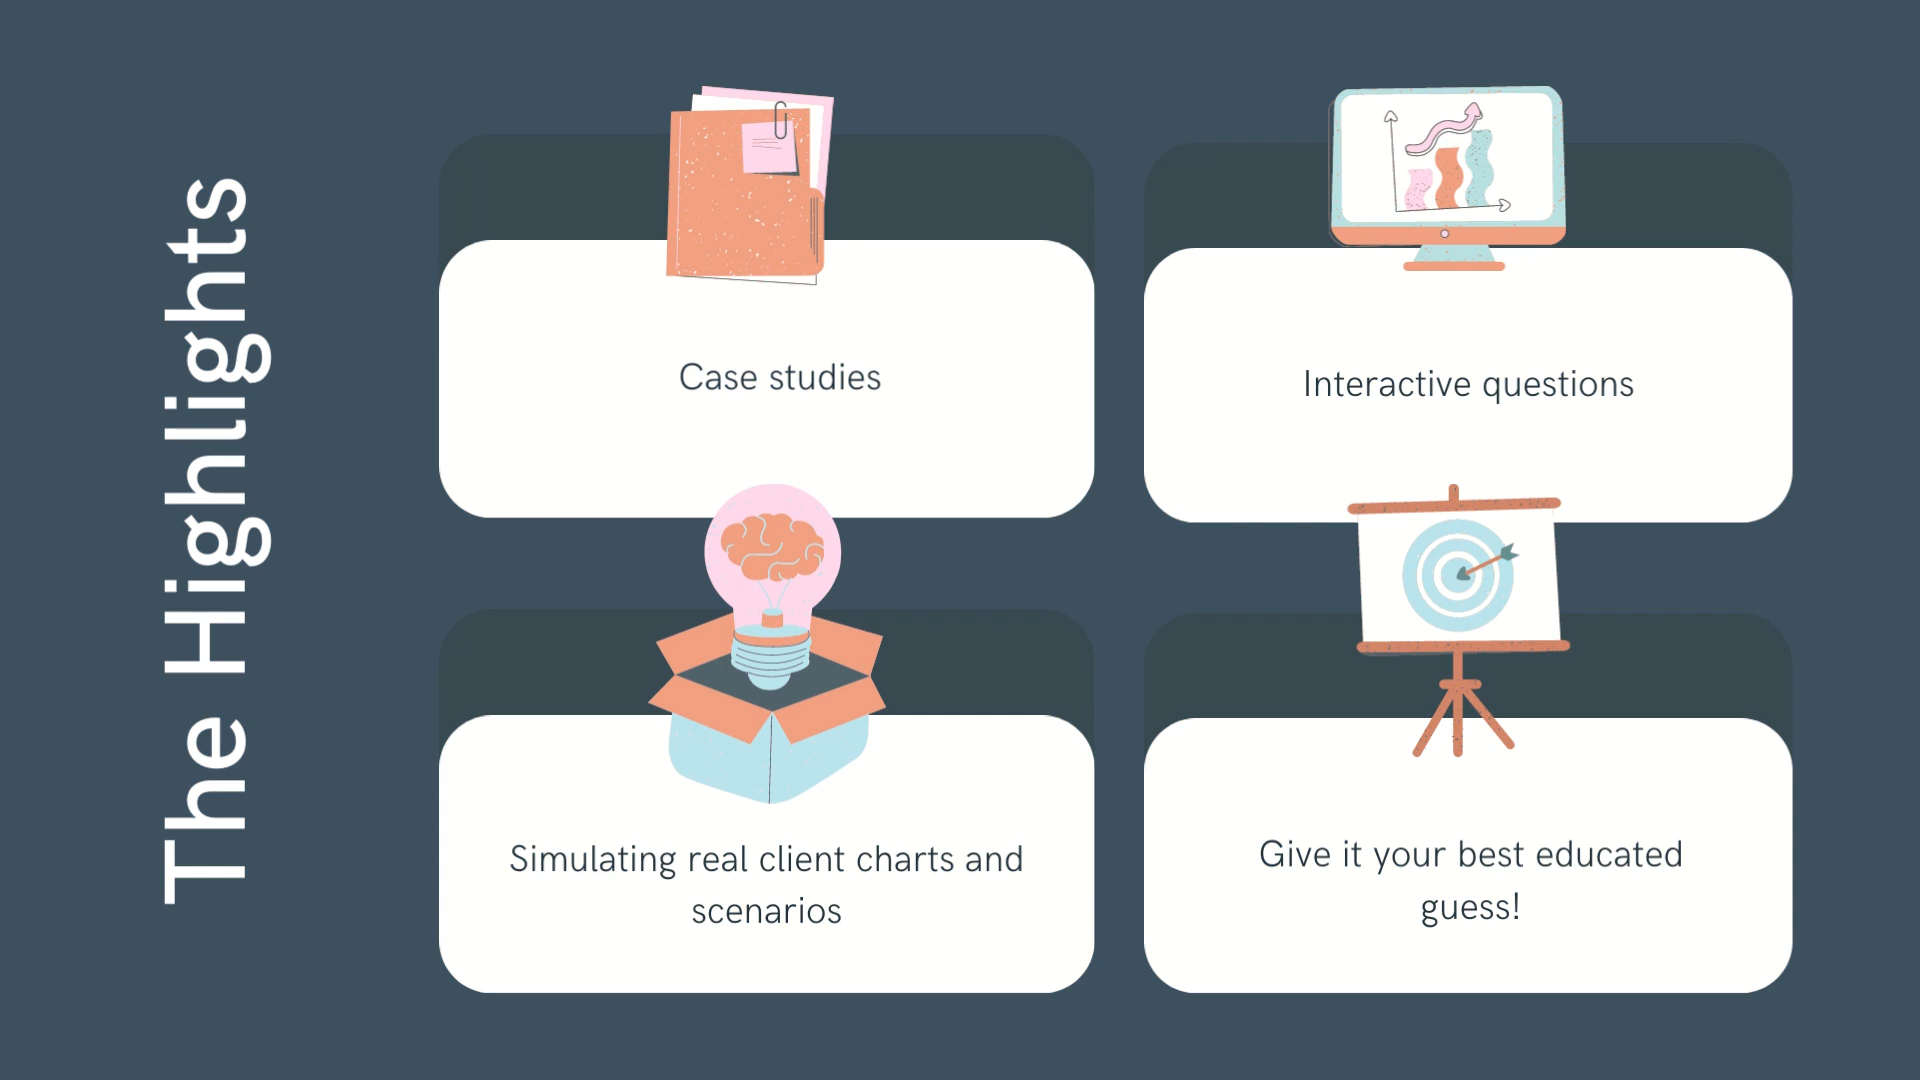 The Highlights
Case studies
Interactive questions
Simulating real client charts and
scenarios
Give it your best educated
guess!